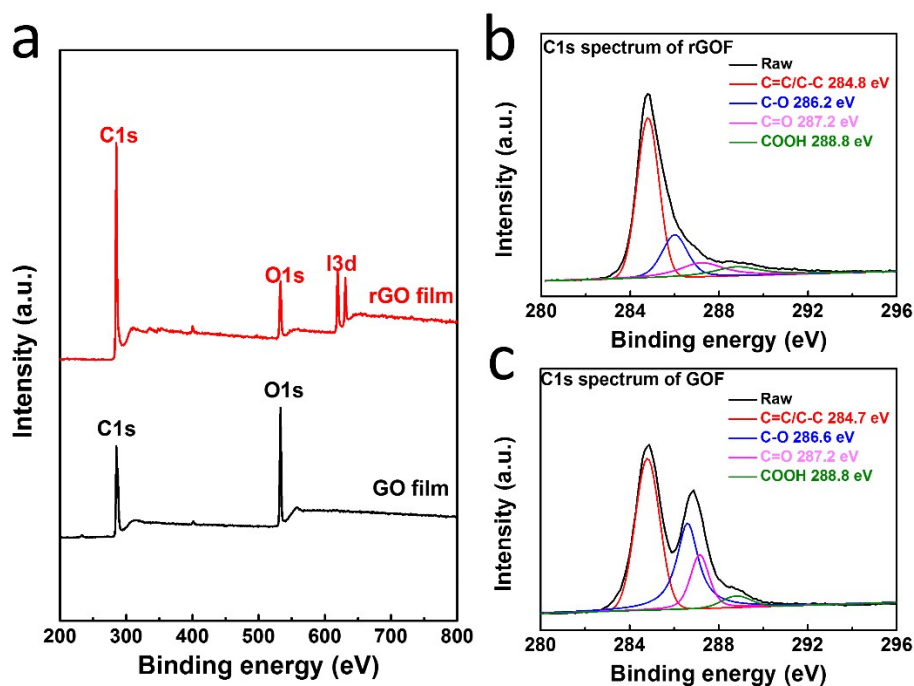 a
C1s
O1s
I3d
rGO film
C1s
O1s
GO film
Intensity (a.u.)
200 300 400 500 600 700 800
Binding energy (eV)
b
C1s spectrum of rGOF
Raw
C=C/C-C 284.8 eV
C-O 286.2 eV
C=O 287.2 eV
COOH 288.8 eV
Intensity (a.u.)
280 284 288 292 296
Binding energy (eV)
c
C1s spectrum of GOF
Raw
C=C/C-C 284.7 eV
C-O 286.6 eV
C=O 287.2 eV
COOH 288.8 eV
Intensity (a.u.)
280 284 288 292 296
Binding energy (eV)